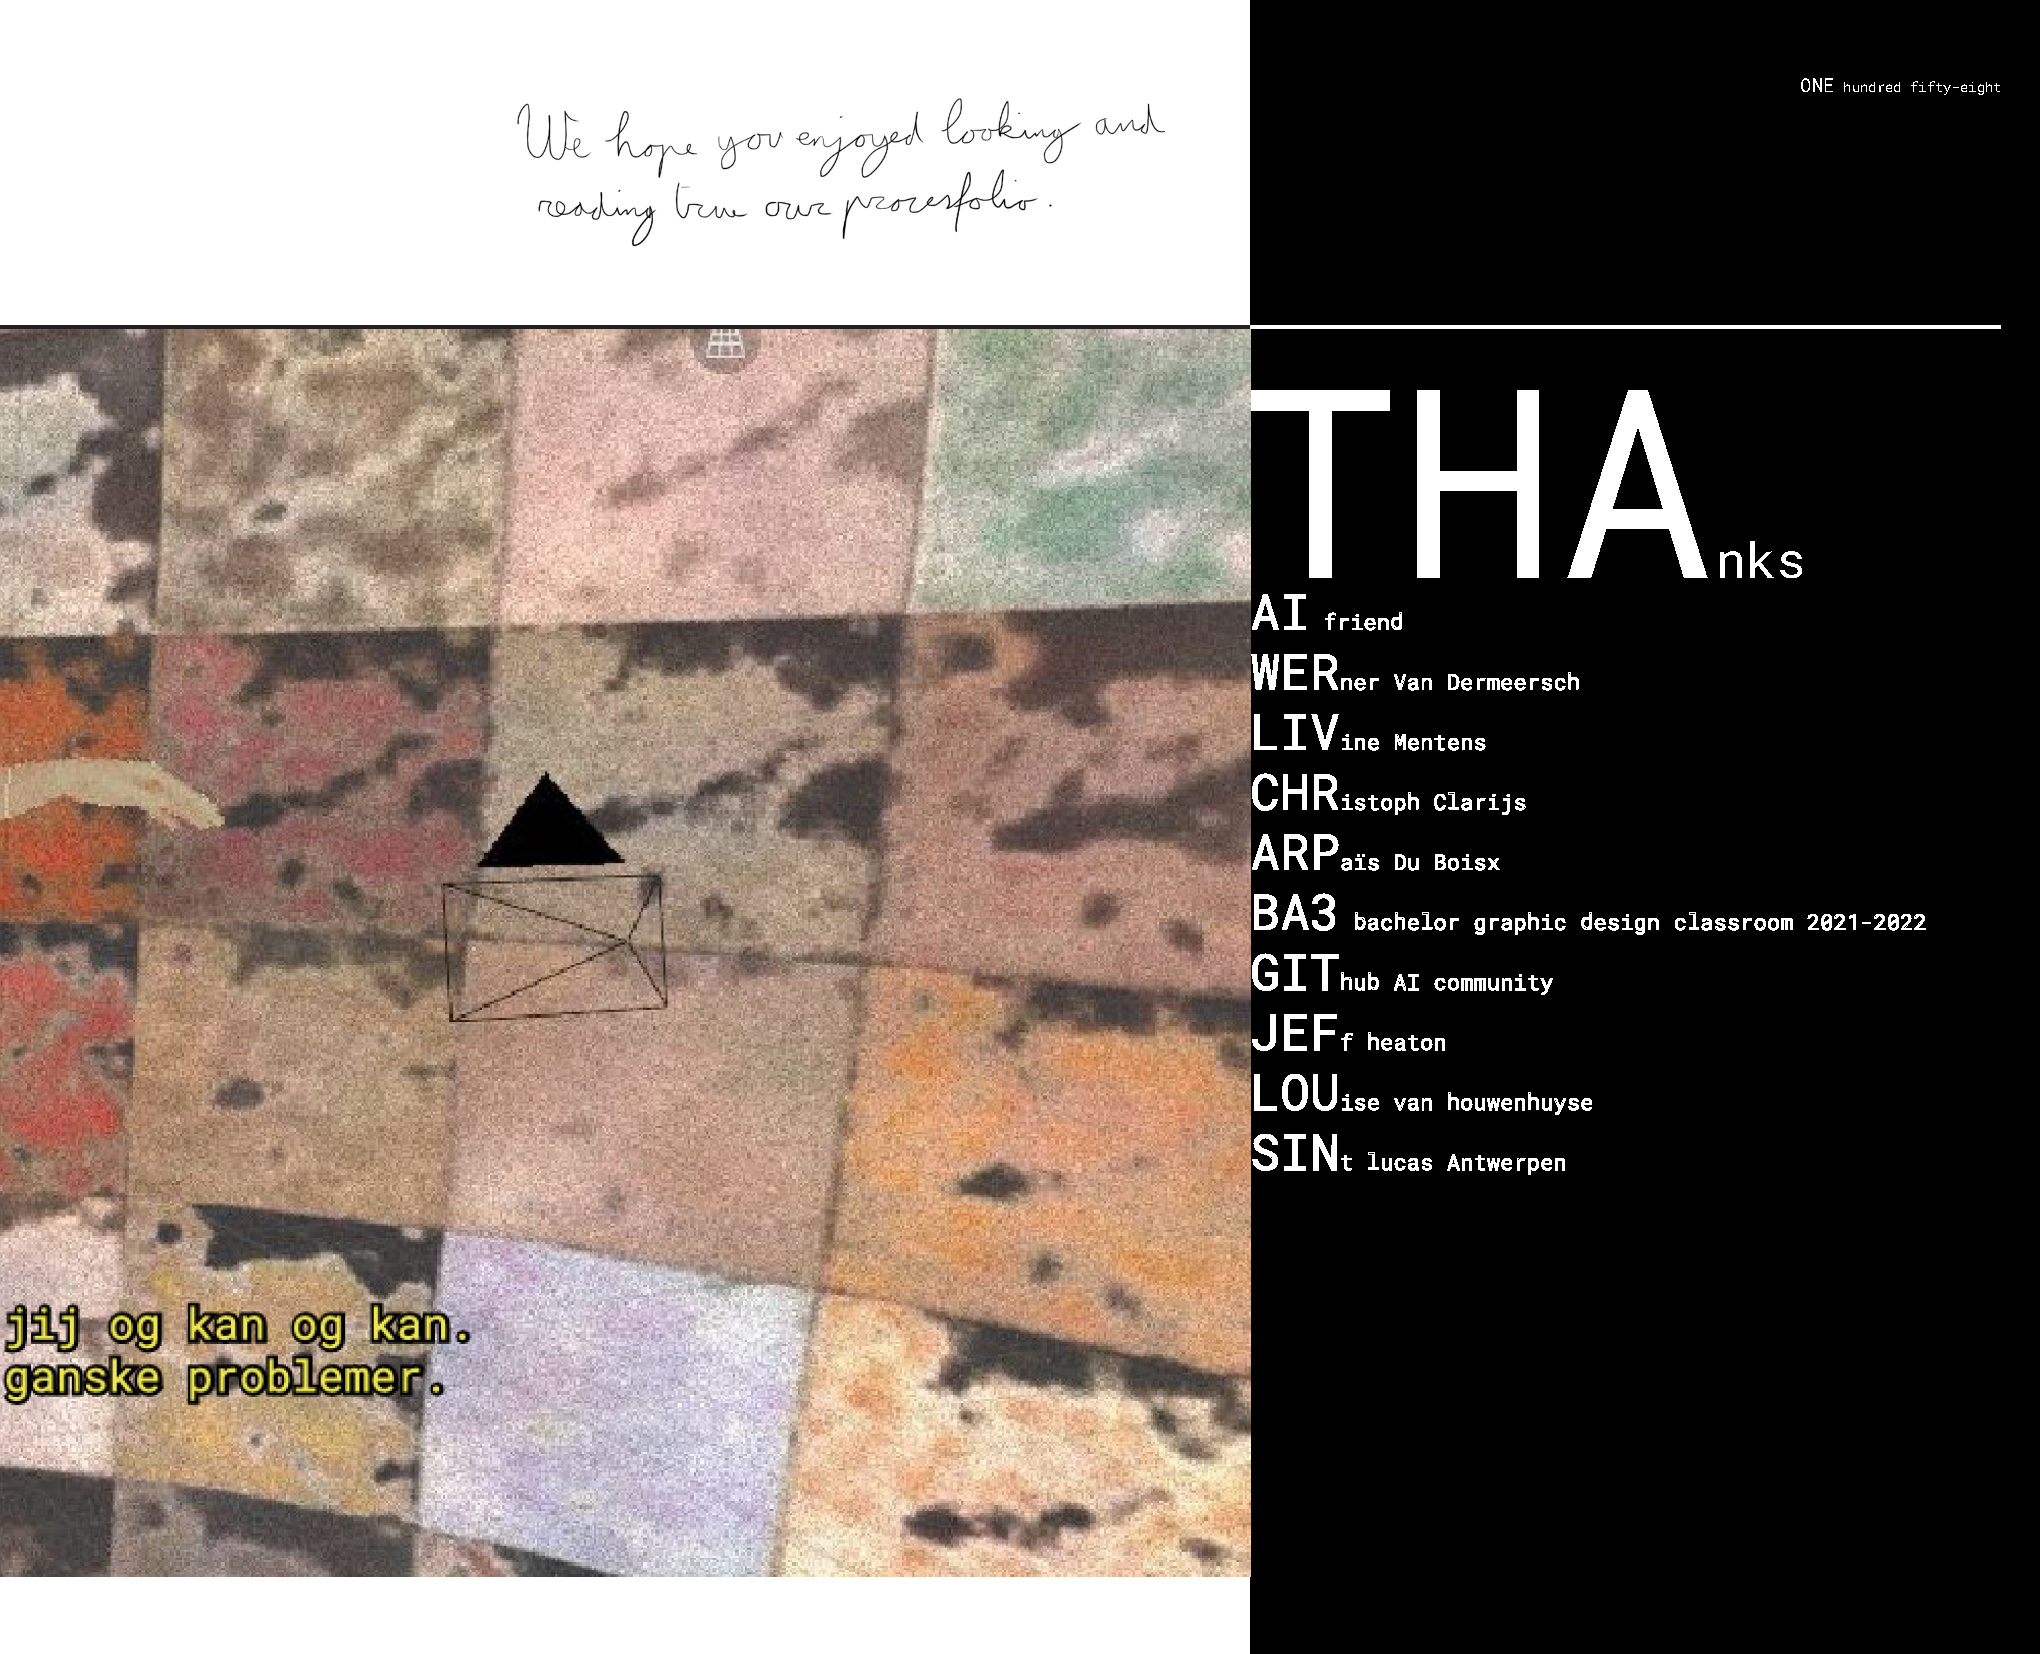 We hope you enjoyed looking and
reading true our procesfolio.
jij og kan og kan.
ganske problemer.
ONE hundred fifty-eight
THAnks
AI friend
WERner Van Dermeersch
LIVine Mentens
CHRistoph Clarijs
ARPaïs Du Boisx
BA3 bachelor graphic design classroom 2021-2022
GIThub AI community
JEFf heaton
LOUise van houwenhuyse
SINt lucas Antwerpen